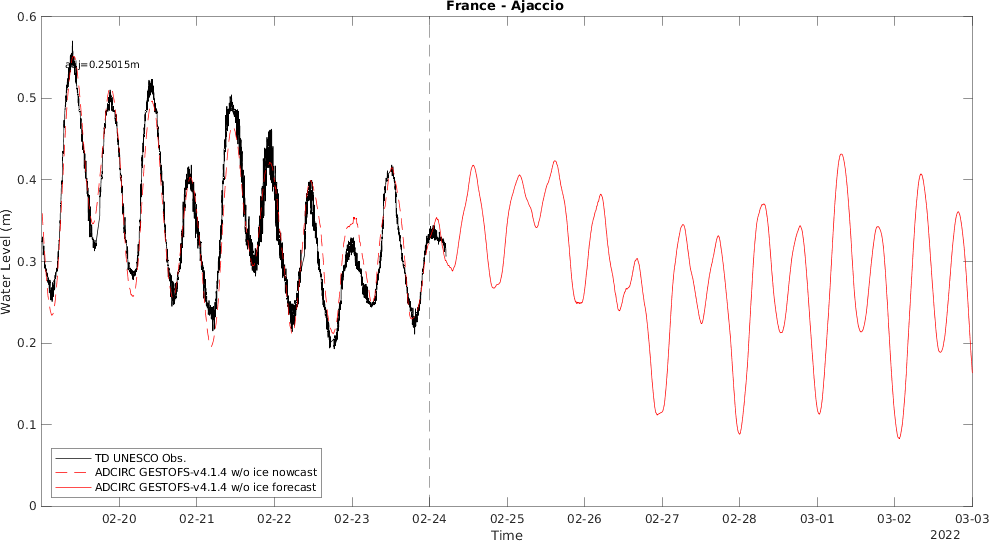 France - Ajaccio
0.6
0.5
0.4
0.3
0.2
0.1
0
Water Level (m)
adj=0.25015m
TD UNESCO Obs.
ADCIRC GESTOFS-v4.1.4 w/o ice nowcast
ADCIRC GESTOFS-v4.1.4 w/o ice forecast
02-20 02-21 02-22 02-23 02-24 02-25 02-26 02-27 02-28 03-01 03-02 03-03
Time
2022